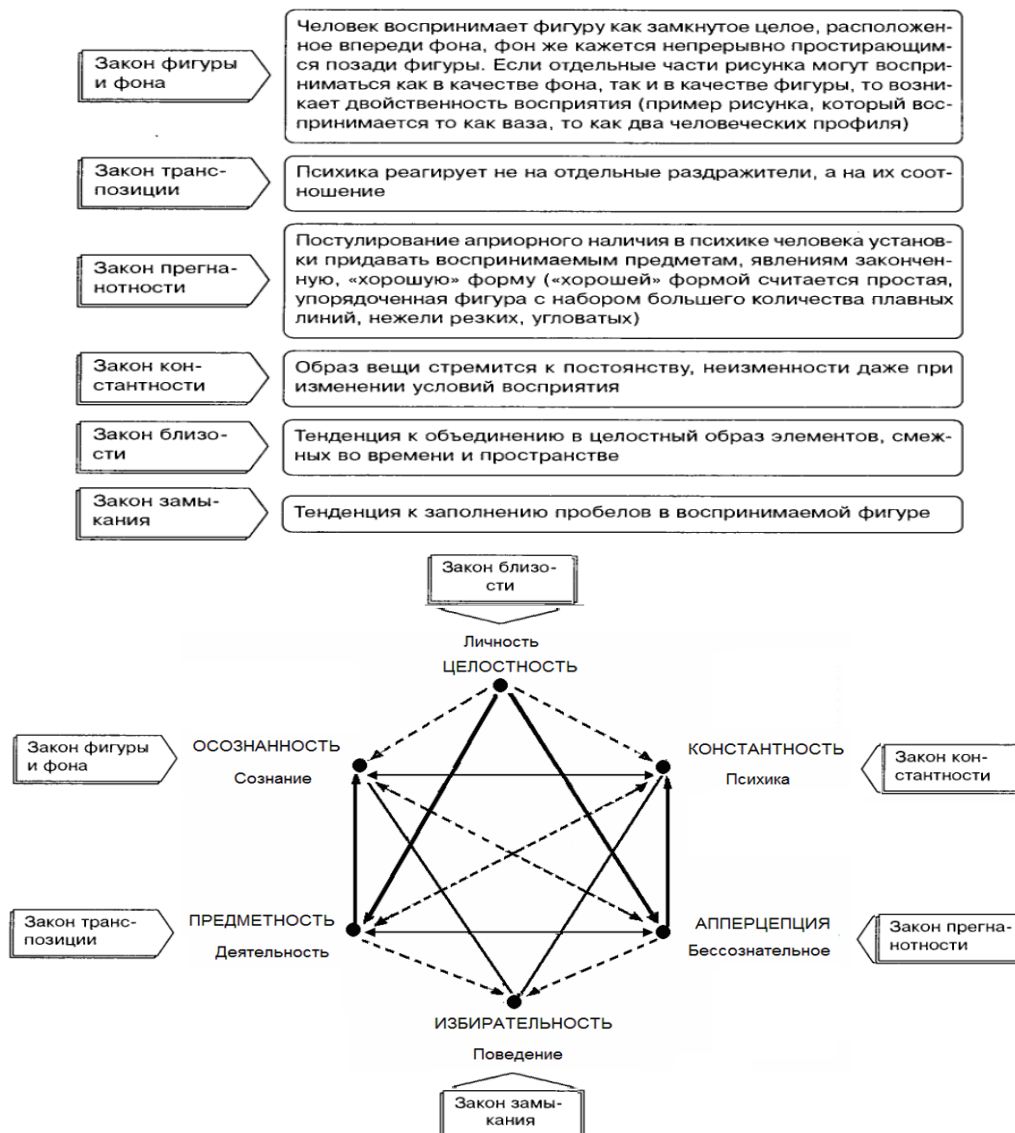 Закон фигуры
и фона
Человек воспринимает фигуру как замкнутое целое, расположен-
ное впереди фона, фон же кажется непрерывно простирающим-
ся позади фигуры. Если отдельные части рисунка могут воспри-
ниматься как в качестве фона, так и в качестве фигуры, то возни-
кает двойственность восприятия (пример рисунка, который вос-
принимается то как ваза, то как два человеческих профиля)
Закон транс-
позиции
Психика реагирует не на отдельные раздражители, а на их соот-
ношение
Закон прегна-
нотности
Постулирование априорного наличия в психике человека установ-
ки придавать воспринимаемым предметам, явлениям закончен-
ную, «хорошую» форму («хорошей» формой считается простая,
упорядоченная фигура с набором большего количества плавных
линий, нежели резких, угловатых)
Закон кон-
стантности
Образ вещи стремится к постоянству, неизменности даже при
изменении условий восприятия
Закон близо-
сти
Тенденция к объединению в целостный образ элементов, смеж-
ных во времени и пространстве
Закон замы-
кания
Тенденция к заполнению пробелов в воспринимаемой фигуре
Закон близо-
сти
Личность
ЦЕЛОСТНОСТЬ
Закон фигуры
и фона
ОСОЗНАННОСТЬ
Сознание
КОНСТАНТНОСТЬ
Психика
Закон кон-
стантности
Закон транс-
позиции
ПРЕДМЕТНОСТЬ
Деятельность
АППЕРЦЕПЦИЯ
Бессознательное
Закон прегна-
нотности
ИЗБИРАТЕЛЬНОСТЬ
Поведение
Закон замы-
кания